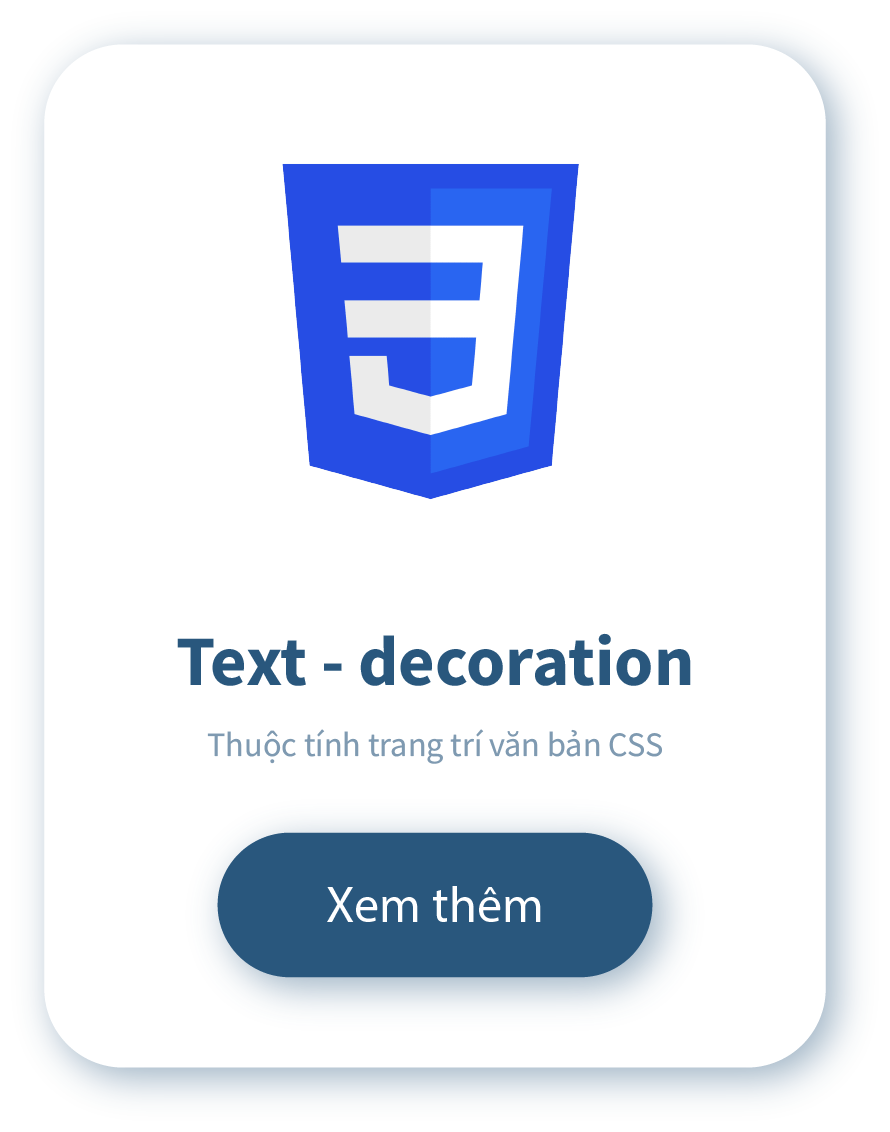 Text - decoration
Thuộc tính trang trí văn bản CSS
Xem thêm